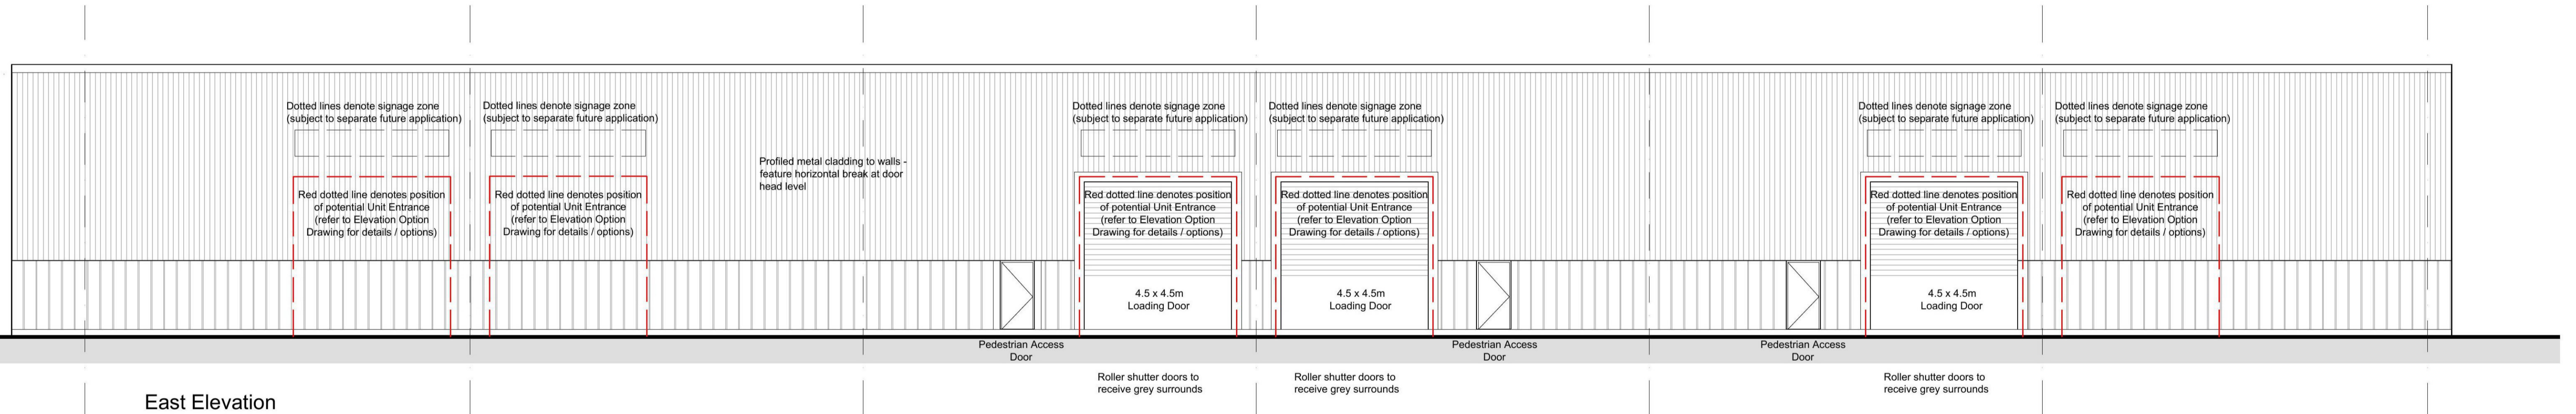 Dotted lines denote signage zone
(subject to separate future application)
Dotted lines denote signage zone
(subject to separate future application)
Dotted lines denote signage zone
(subject to separate future application)
Dotted lines denote signage zone
(subject to separate future application)
Dotted lines denote signage zone
(subject to separate future application)
Dotted lines denote signage zone
(subject to separate future application)
Profiled metal cladding to walls -
feature horizontal break at door
head level
Red dotted line denotes position
of potential Unit Entrance
(refer to Elevation Option
Drawing for details / options)
Red dotted line denotes position
of potential Unit Entrance
(refer to Elevation Option
Drawing for details / options)
Red dotted line denotes position
of potential Unit Entrance
(refer to Elevation Option
Drawing for details / options)
Red dotted line denotes position
of potential Unit Entrance
(refer to Elevation Option
Drawing for details / options)
Red dotted line denotes position
of potential Unit Entrance
(refer to Elevation Option
Drawing for details / options)
Red dotted line denotes position
of potential Unit Entrance
(refer to Elevation Option
Drawing for details / options)
4.5 x 4.5m
Loading Door
4.5 x 4.5m
Loading Door
4.5 x 4.5m
Loading Door
Pedestrian Access
Door
Pedestrian Access
Door
Pedestrian Access
Door
Roller shutter doors to
receive grey surrounds
Roller shutter doors to
receive grey surrounds
Roller shutter doors to
receive grey surrounds
East Elevation